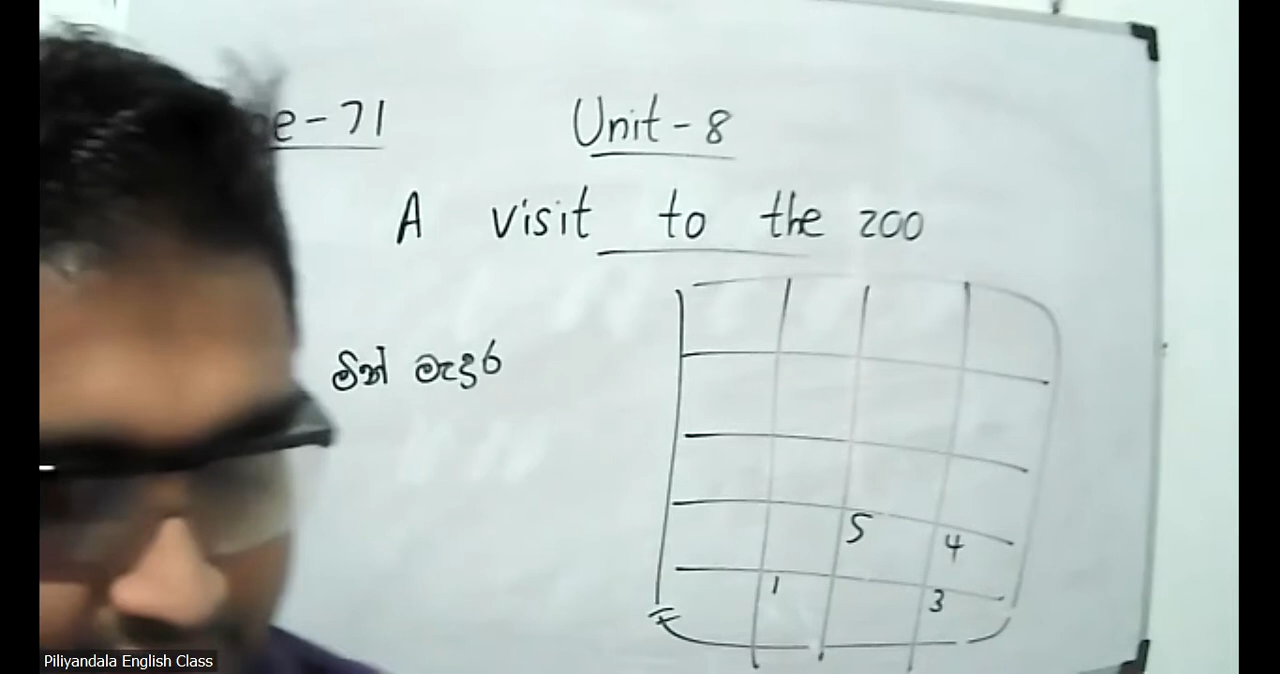 e-71
Unit-8
A visit to the zoo
මින් මැදුර
5
4
1
3
Piliyandala English Class